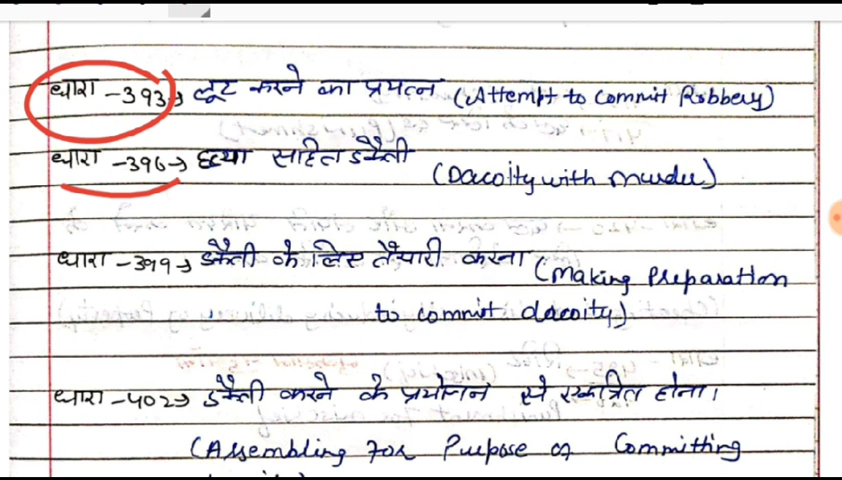 धारा -393→ लूट करने का प्रयत्न (Attempt to commit Robbery)
धारा -396→ हत्या सहित डकैती
(Dacoity with murder)
धारा -399→ डकैती के लिए तैयारी करना (Making Preparation
to commit dacoity)
धारा -402→ डकैती करने के प्रयोजन से एकत्रित होना।
(Assembling For Purpose of Committing